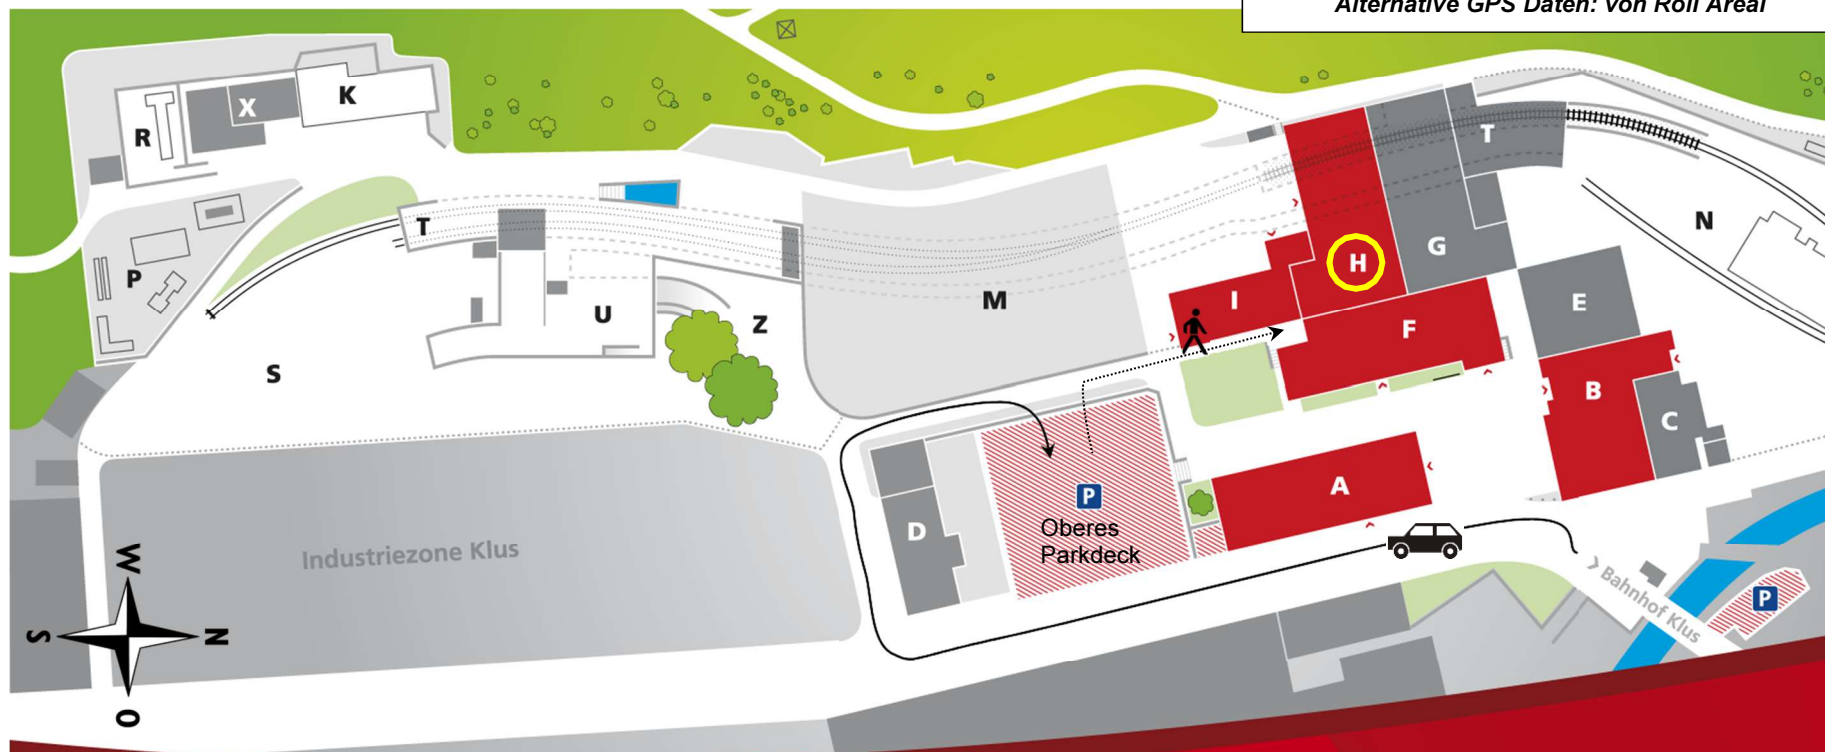 Alternative GPS Daten: von Roll Areal
R
X
K
T
P
T
N
H
G
I
M
U
Z
E
F
S
B
C
A
P
D
Oberes
Parkdeck
Industriezone Klus
Bahnhof Klus
P
W
S
N
O